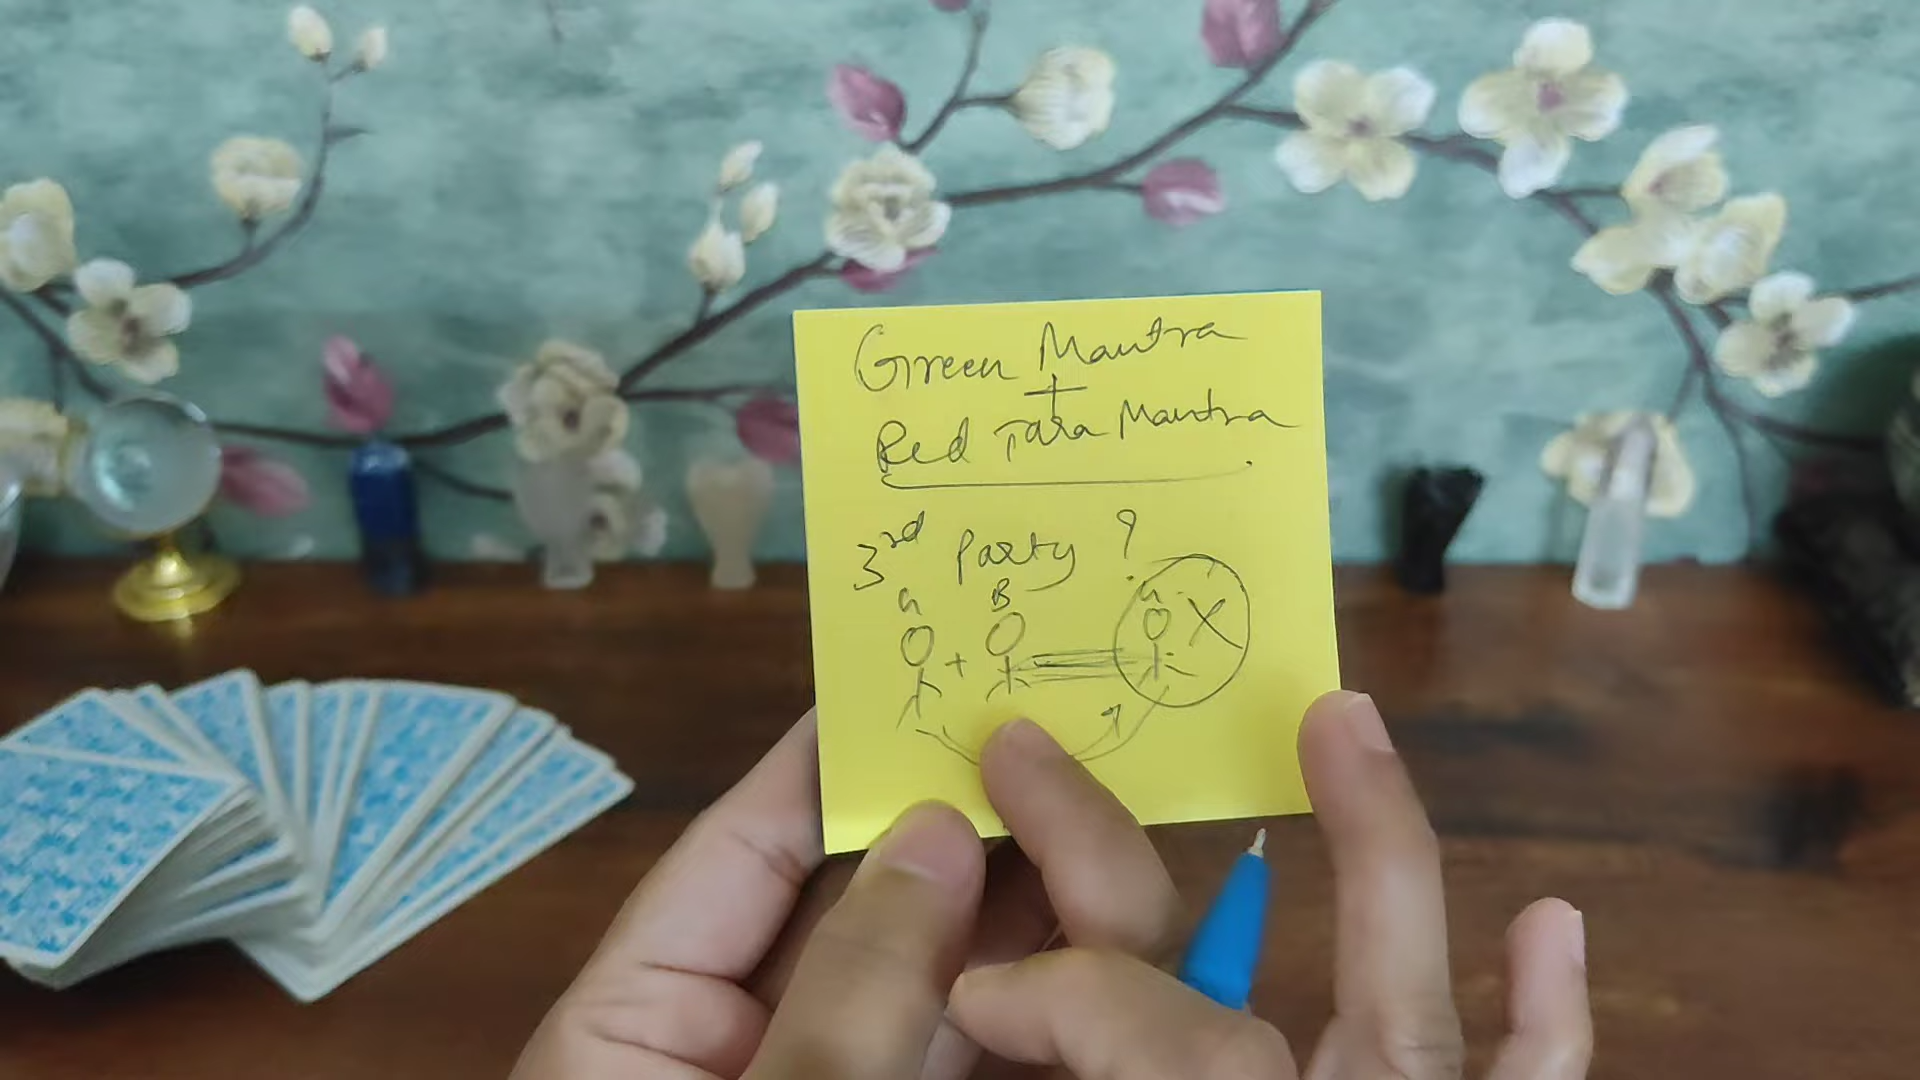 Green Mantra
+
Red Tara Mantra
3rd Party ?
G B G X
+